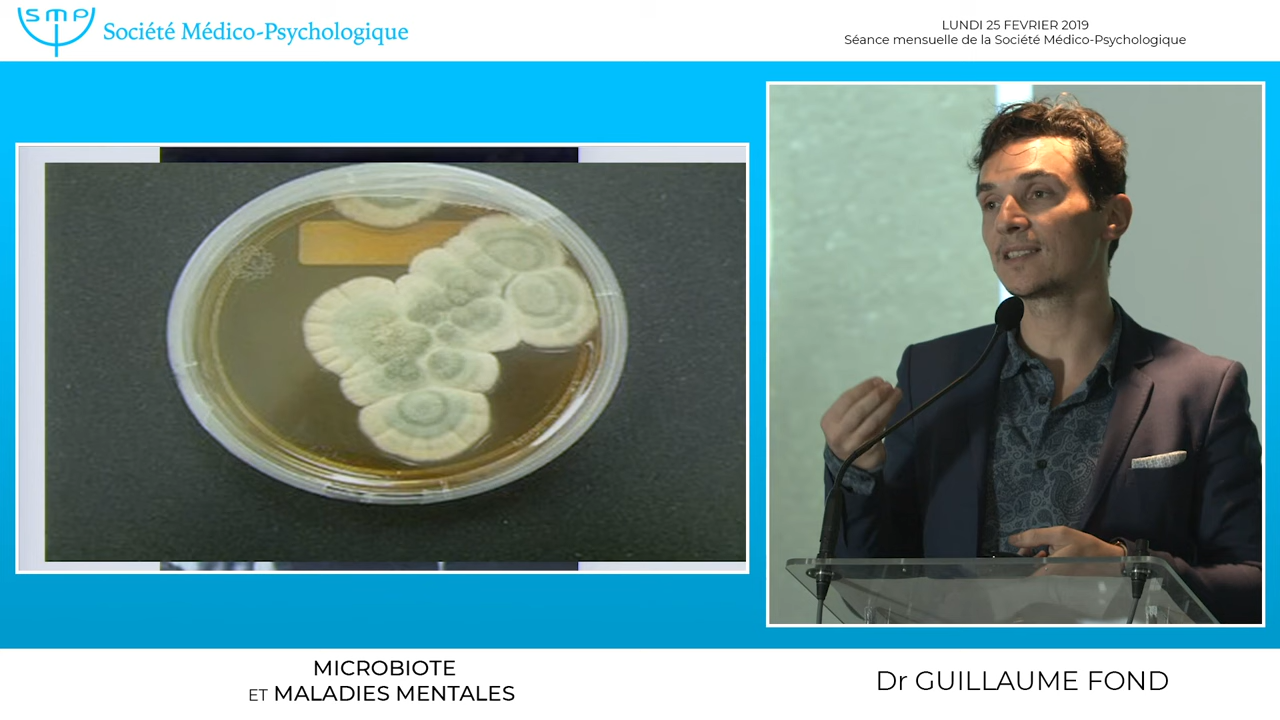 SMP
Société Médico-Psychologique
LUNDI 25 FEVRIER 2019
Séance mensuelle de la Société Médico-Psychologique
MICROBIOTE
ET MALADIES MENTALES
Dr GUILLAUME FOND